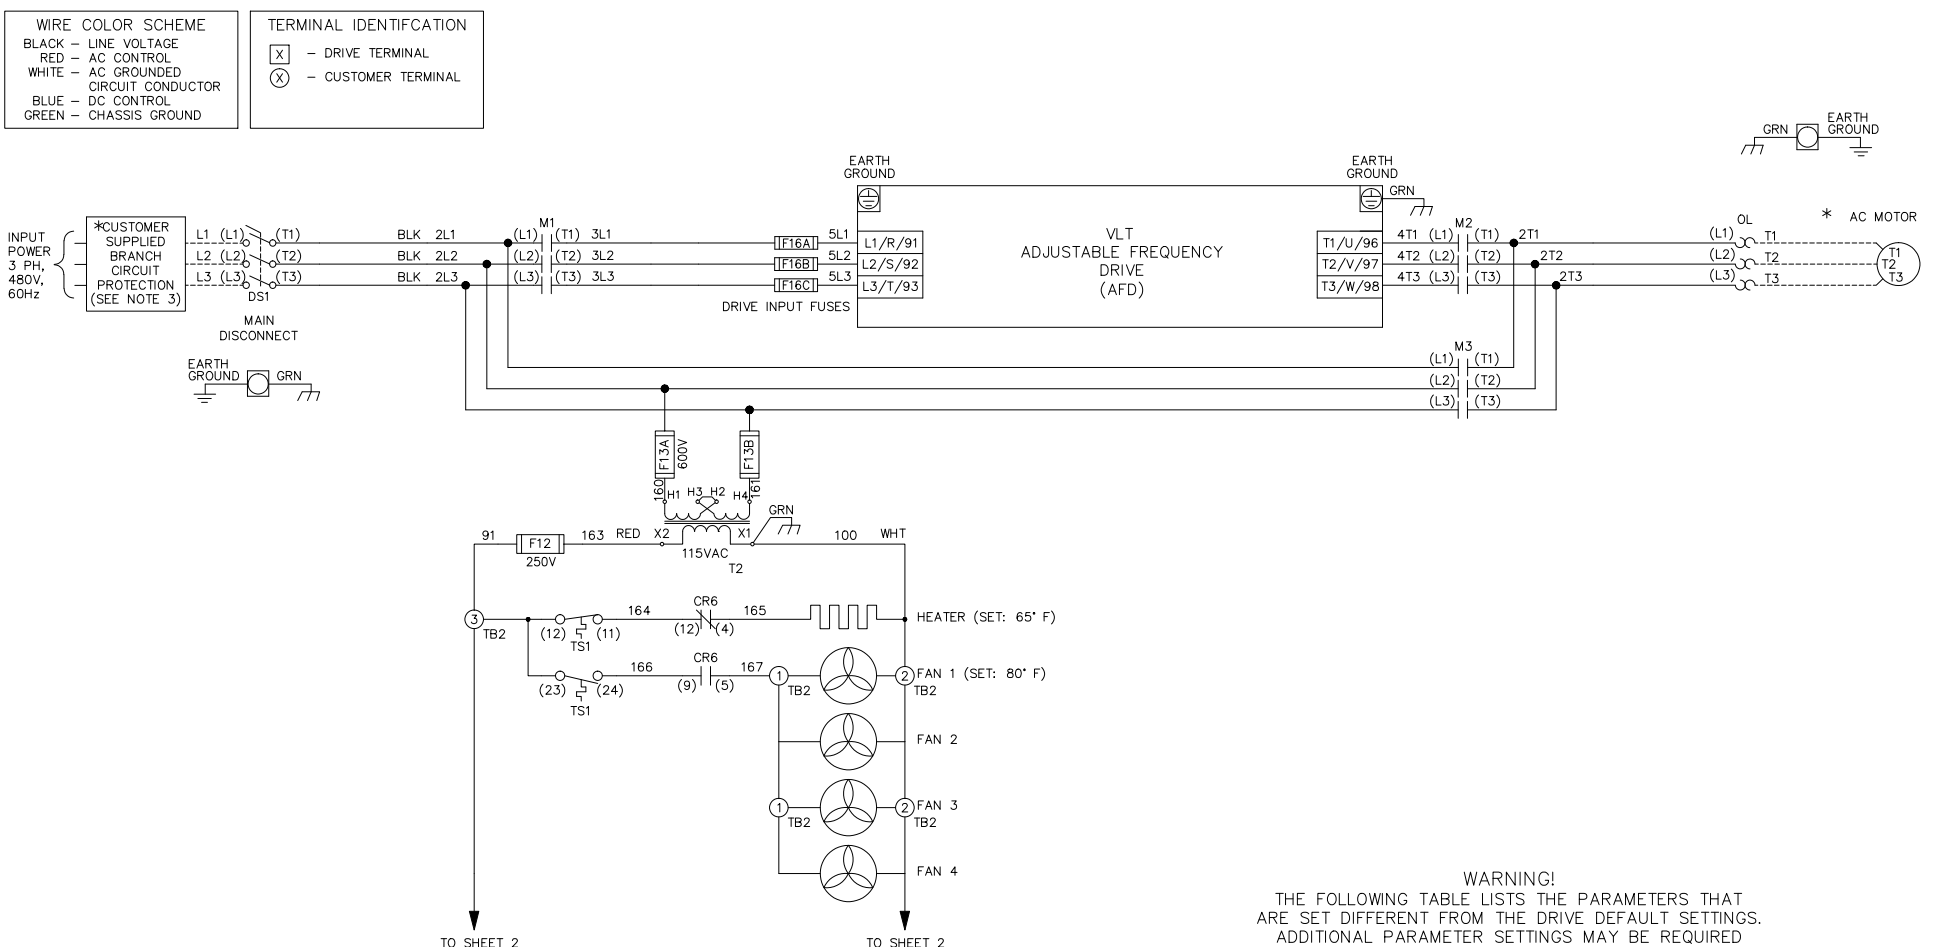 WIRE COLOR SCHEME
BLACK – LINE VOLTAGE
RED – AC CONTROL
WHITE – AC GROUNDED
CIRCUIT CONDUCTOR
BLUE – DC CONTROL
GREEN – CHASSIS GROUND
TERMINAL IDENTIFCATION
X – DRIVE TERMINAL
X – CUSTOMER TERMINAL
GRN
EARTH
GROUND
INPUT
POWER
3 PH,
480V,
60Hz
*CUSTOMER
SUPPLIED
BRANCH
CIRCUIT
PROTECTION
(SEE NOTE 3)
L1 (L1) (T1) BLK 2L1 (L1) M1 (T1) 3L1 F16A 5L1 L1/R/91
L2 (L2) (T2) BLK 2L2 (L2) (T2) 3L2 F16B 5L2 L2/S/92
L3 (L3) (T3) BLK 2L3 (L3) (T3) 3L3 F16C 5L3 L3/T/93
DS1
MAIN
DISCONNECT
DRIVE INPUT FUSES
EARTH
GROUND
GRN
EARTH
GROUND
VLT
ADJUSTABLE FREQUENCY
DRIVE
(AFD)
EARTH
GROUND
GRN
T1/U/96 4T1 (L1) M2 (T1) 2T1 (L1) OL T1
T2/V/97 4T2 (L2) (T2) 2T2 (L2) T2
T3/W/98 4T3 (L3) (T3) 2T3 (L3) T3
* AC MOTOR
T1
T2
T3
M3
(L1) (T1)
(L2) (T2)
(L3) (T3)
F13A
600V
F13B
160
161
H1 H3 H2 H4
GRN
91 F12 163 RED X2 X1 100 WHT
250V
115VAC
T2
3
TB2
(12) (11)
TS1
164
CR6
(12) (4)
165
HEATER (SET: 65° F)
(23) (24)
TS1
166
CR6
(9) (5)
167
1
TB2
2
TB2
FAN 1 (SET: 80° F)
FAN 2
1
TB2
2
TB2
FAN 3
FAN 4
TO SHEET 2
TO SHEET 2
WARNING!
THE FOLLOWING TABLE LISTS THE PARAMETERS THAT
ARE SET DIFFERENT FROM THE DRIVE DEFAULT SETTINGS.
ADDITIONAL PARAMETER SETTINGS MAY BE REQUIRED